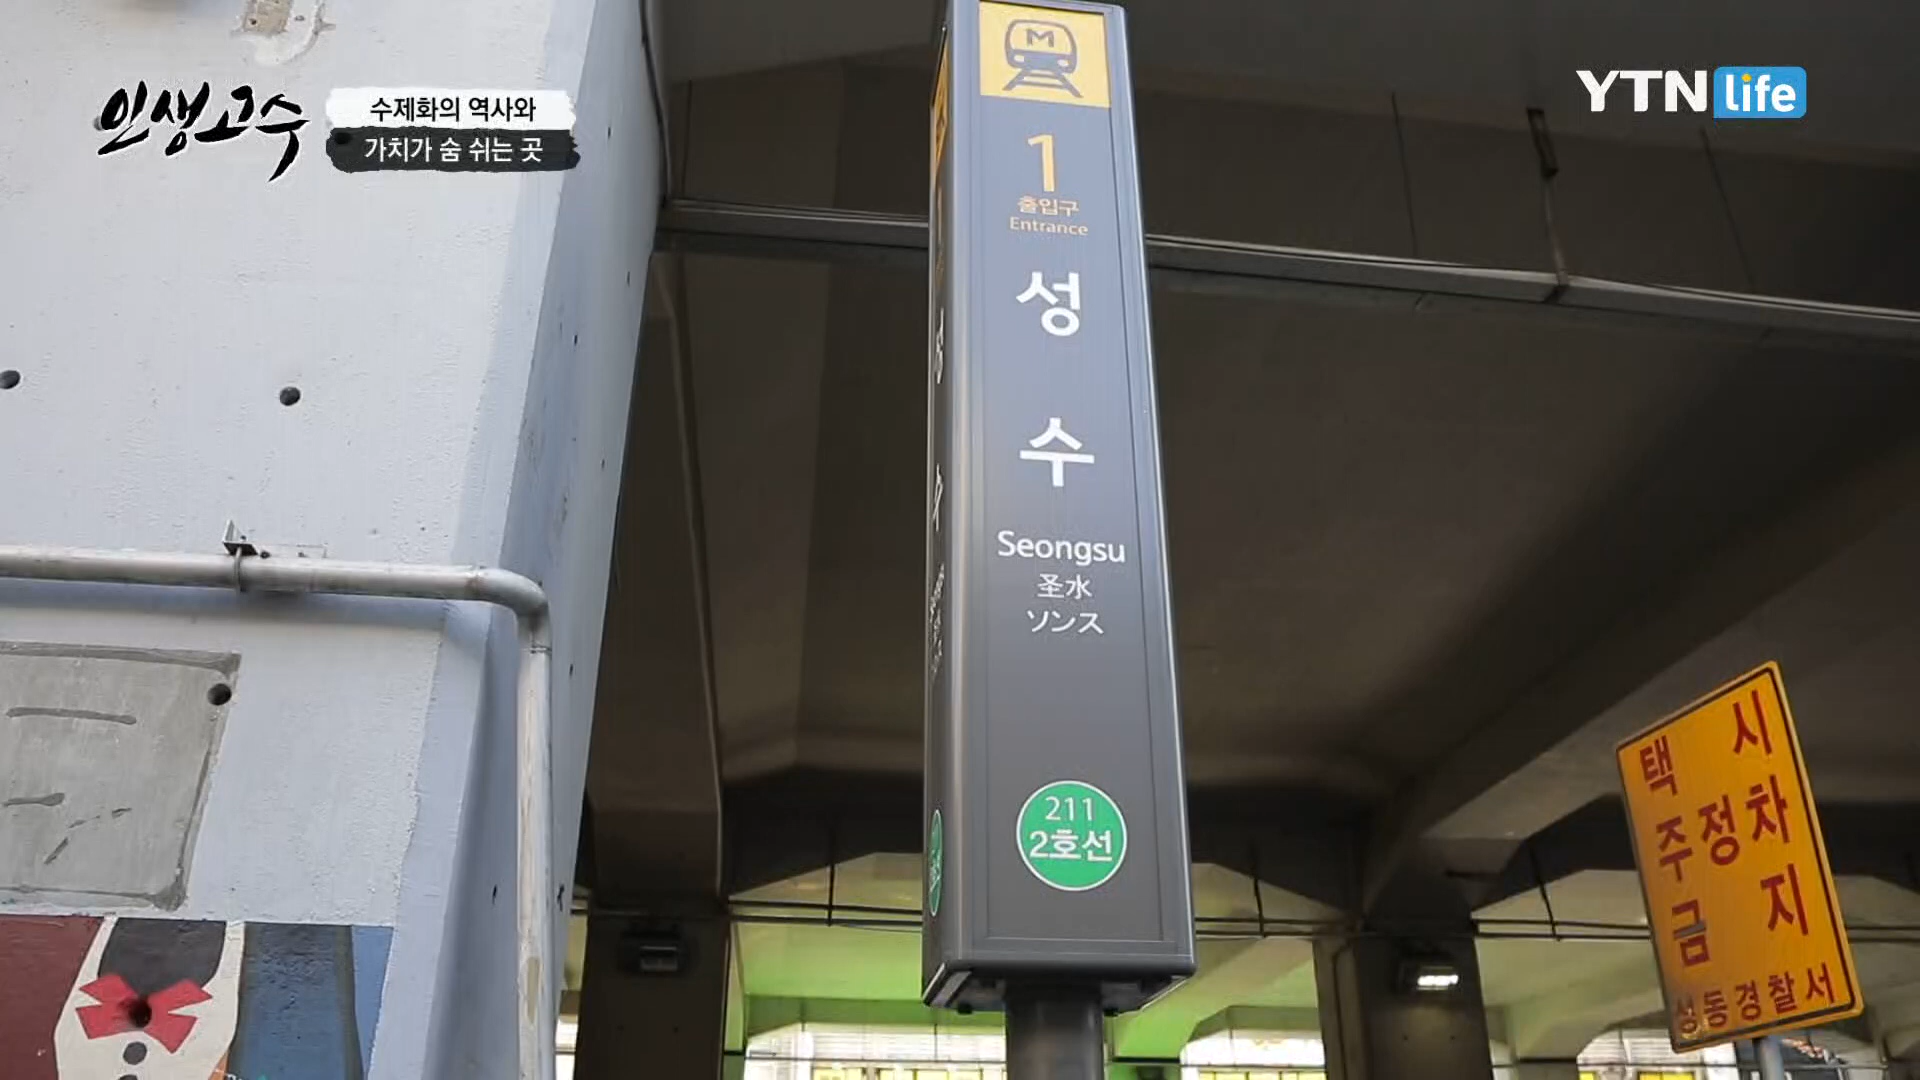 인생고수
수제화의 역사와
가치가 숨 쉬는 곳
YTN life
M
1
출입구
Entrance
성
수
Seongsu
圣水
ソンス
211
2호선
택시
주정차
금지
성동경찰서